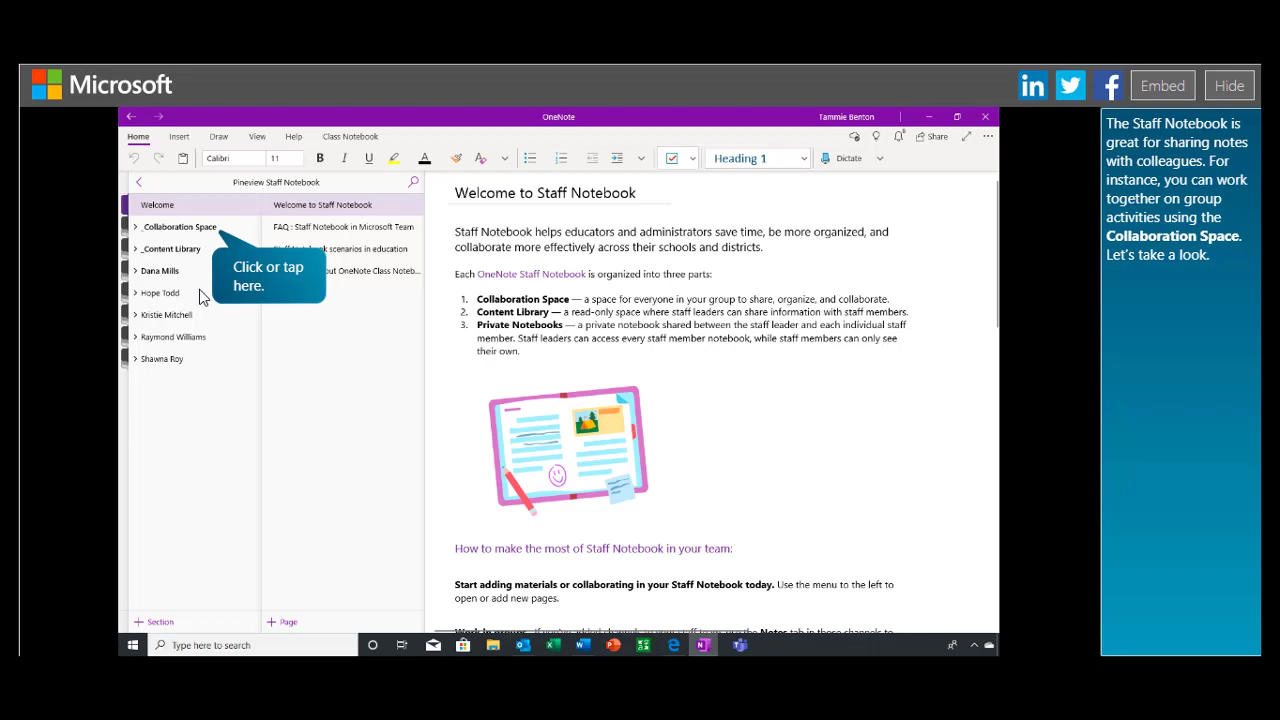 Microsoft
Embed
Hide
OneNote
Tammie Benton
Home
Insert
Draw
View
Help
Class Notebook
Share
Calibri
11
B
I
U
A
Heading 1
Dictate
Pineview Staff Notebook
Welcome
_Collaboration Space
_Content Library
Dana Mills
Hope Todd
Kristie Mitchell
Raymond Williams
Shawna Roy
Section
Welcome to Staff Notebook
FAQ : Staff Notebook in Microsoft Team
notebook scenarios in education
out OneNote Class Noteb...
Page
Click or tap
here.
Welcome to Staff Notebook
Staff Notebook helps educators and administrators save time, be more organized, and
collaborate more effectively across their schools and districts.
Each OneNote Staff Notebook is organized into three parts:
1. Collaboration Space — a space for everyone in your group to share, organize, and collaborate.
2. Content Library — a read-only space where staff leaders can share information with staff members.
3. Private Notebooks — a private notebook shared between the staff leader and each individual staff
member. Staff leaders can access every staff member notebook, while staff members can only see
their own.
How to make the most of Staff Notebook in your team:
Start adding materials or collaborating in your Staff Notebook today. Use the menu to the left to
open or add new pages.
Type here to search
The Staff Notebook is
great for sharing notes
with colleagues. For
instance, you can work
together on group
activities using the
Collaboration Space.
Let's take a look.